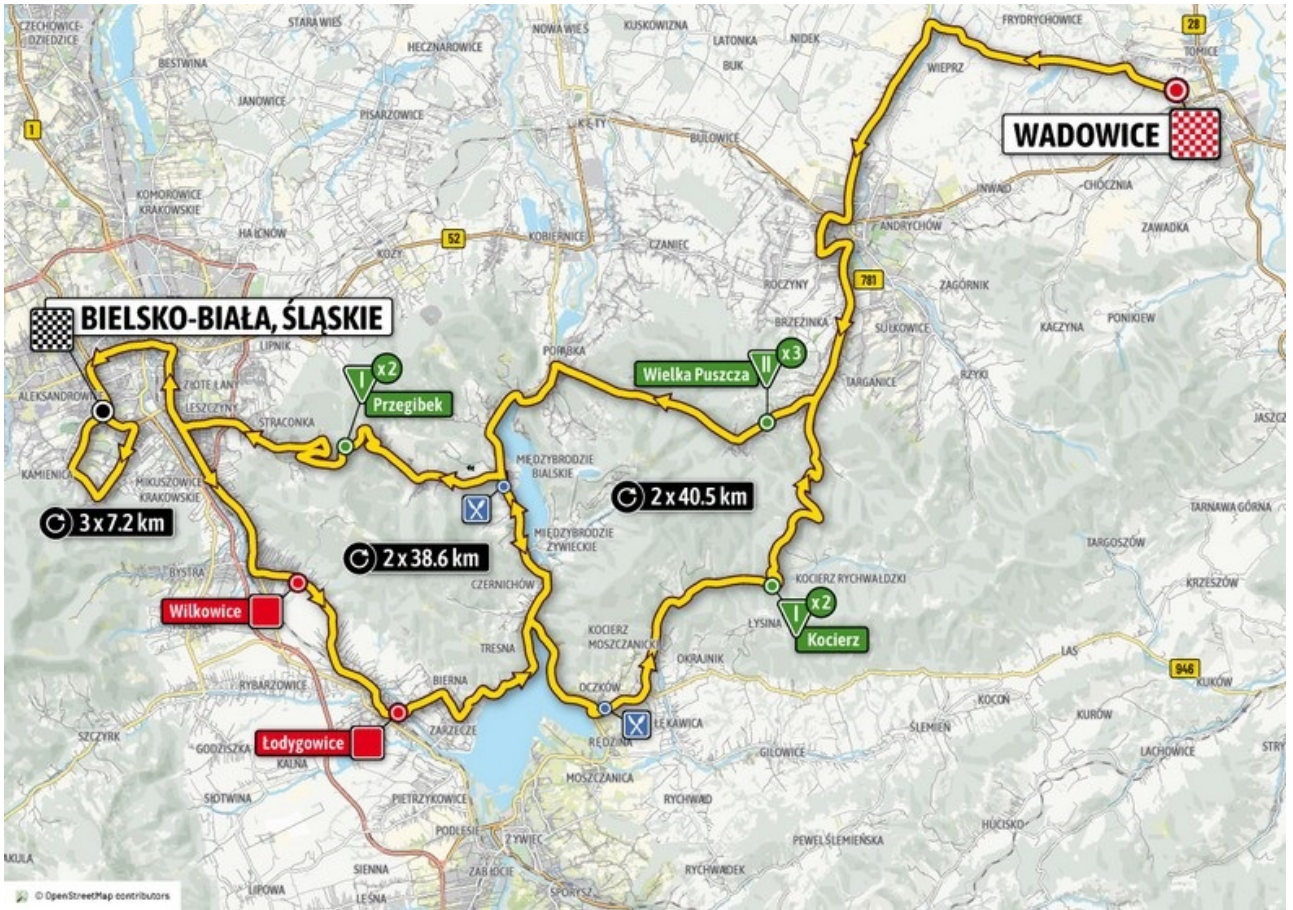 CZECHOWICE-
DZIEDZICE
STARA WIEŚ
NOWA WIEŚ
KUSKOWIZNA
FRYDRYCHOWICE
28
TOMICE
BESTWINA
HECZNAROWICE
LATONKA
NIDEK
BUK
WIEPRZ
JANOWICE
PISARZOWICE
1
KĘTY
BULOWICE
WADOWICE
KOMOROWICE
KRAKOWSKIE
INWAŁD
CHOCZNIA
HAŁCNÓW
52
KOBIERNICE
CZANIEC
ANDRYCHÓW
ZAWADKA
KOZY
ROCZYNY
781
ZAGÓRNIK
BIELSKO-BIAŁA, ŚLĄSKIE
BRZEZINKA
SUŁKOWICE
KACZYNA
PONIKIEW
LIPNIK
PORĄBKA
x3
II
Wielka Puszcza
x2
I
Przegibek
TARGANICE
RZYKI
ZŁOTE ŁANY
ALEKSANDROWICE
LESZCZYNY
STRACONKA
JASZCZ
KAMIENICA
MIKUSZOWICE
KRAKOWSKIE
MIĘDZYBRODZIE
BIALSKIE
2 x 40.5 km
TARNAWA GÓRNA
3 x 7.2 km
MIĘDZYBRODZIE
ŻYWIECKIE
TARGOSZÓW
2 x 38.6 km
BYSTRA
CZERNICHÓW
KOCIERZ RYCHWAŁDZKI
KRZESZÓW
Wilkowice
x2
I
Kocierz
ŁYSINA
KOCIERZ
MOSZCZANICKI
TRESNA
OKRAJNIK
LAS
946
KUKÓW
RYBARZOWICE
BIERNA
OCZKÓW
KOCOŃ
SZCZYRK
ZARZECZE
ŁĘKAWICA
ŚLEMIEŃ
KURÓW
Łodygowice
GODZISZKA
KALNA
RĘDZINA
GILOWICE
LACHOWICE
STRY
MOSZCZANICA
SŁOTWINA
PIETRZYKOWICE
RYCHWAŁD
HUCISKO
PODLESIE
ŻYWIEC
PEWEL ŚLEMIEŃSKA
SIENNA
ZABŁOCIE
RYCHWAŁDEK
LIPOWA
LEŚNA
SPORYSZ
© OpenStreetMap contributors